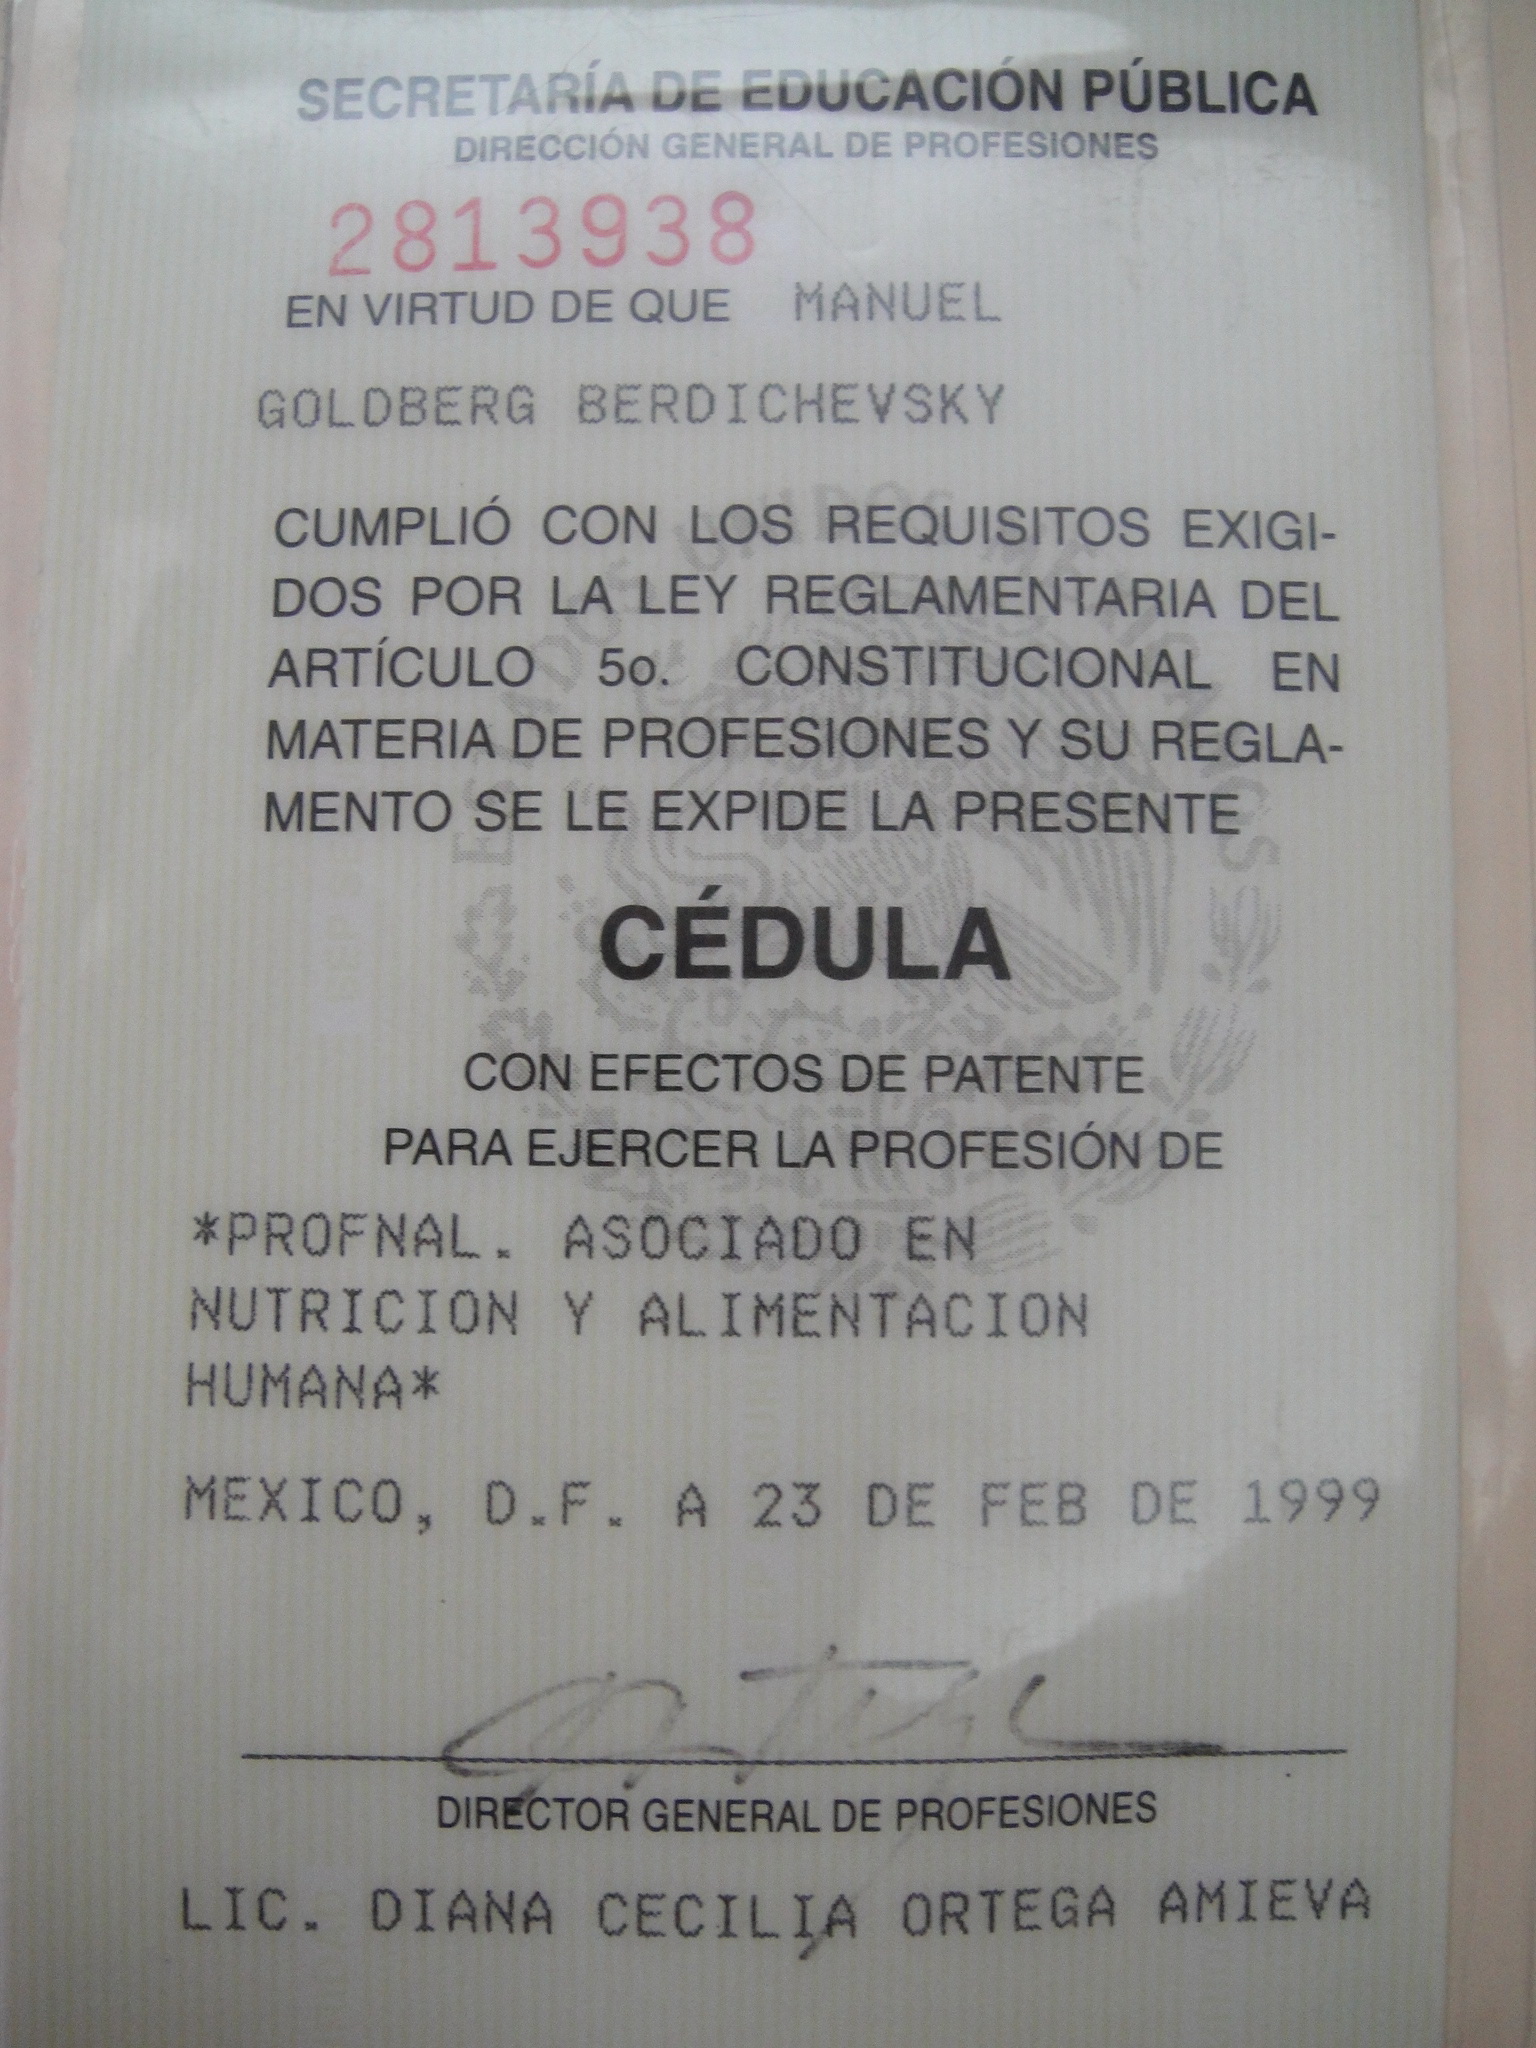 SECRETARÍA DE EDUCACIÓN PÚBLICA
DIRECCIÓN GENERAL DE PROFESIONES
2813938
EN VIRTUD DE QUE MANUEL
GOLDBERG BERDICHEVSKY
CUMPLIÓ CON LOS REQUISITOS EXIGI-
DOS POR LA LEY REGLAMENTARIA DEL
ARTÍCULO 5o. CONSTITUCIONAL EN
MATERIA DE PROFESIONES Y SU REGLA-
MENTO SE LE EXPIDE LA PRESENTE
CÉDULA
CON EFECTOS DE PATENTE
PARA EJERCER LA PROFESIÓN DE
*PROFNAL. ASOCIADO EN
NUTRICION Y ALIMENTACION
HUMANA*
MEXICO, D.F. A 23 DE FEB DE 1999
DIRECTOR GENERAL DE PROFESIONES
LIC. DIANA CECILIA ORTEGA AMIEVA